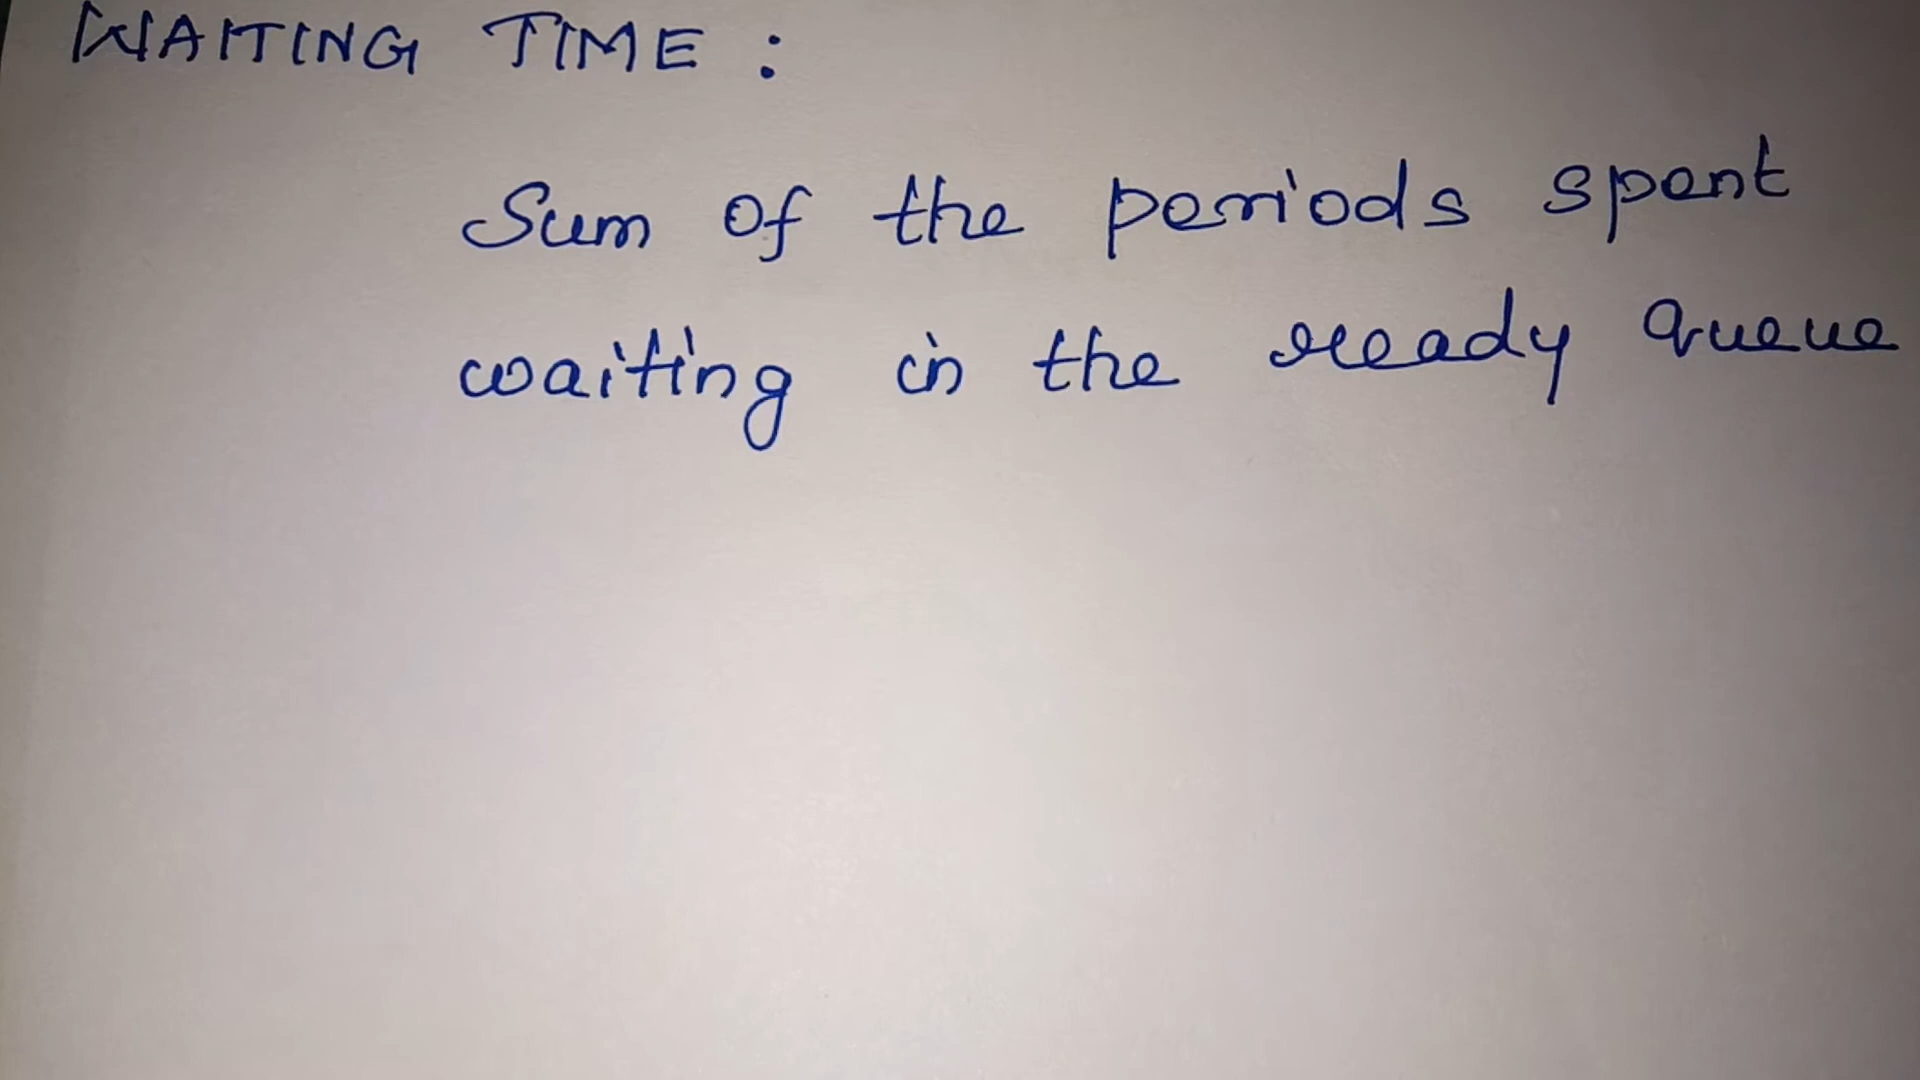 WAITING TIME :
Sum of the periods spent
waiting in the ready queue